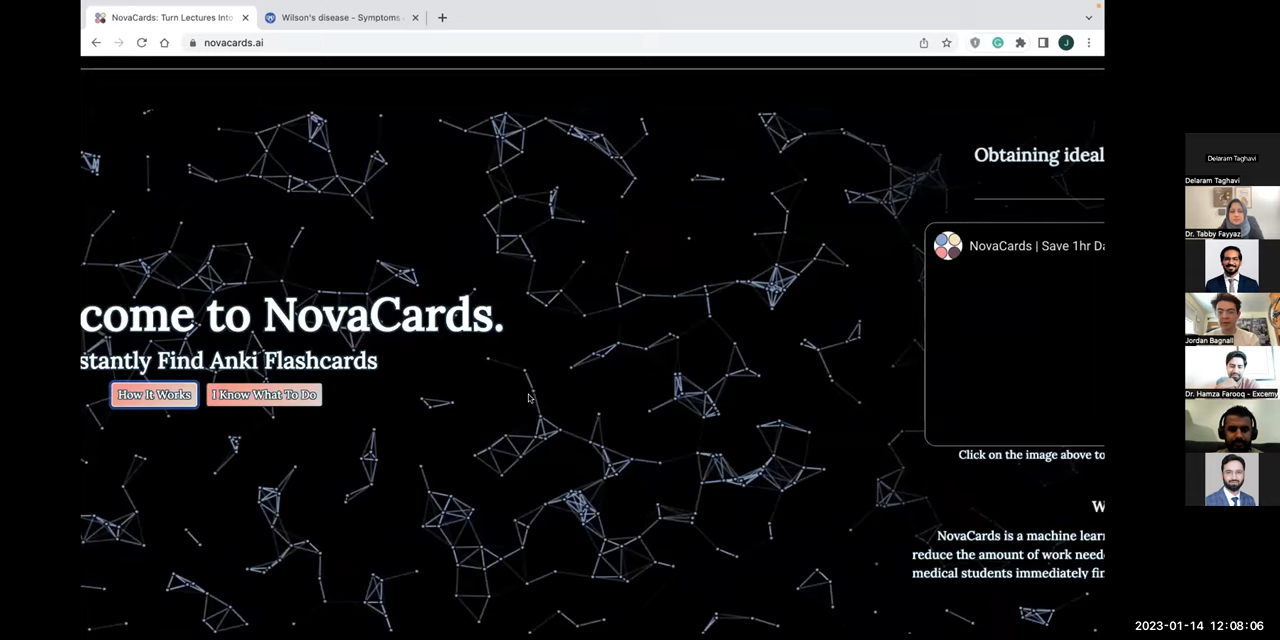 NovaCards: Turn Lectures Into
Wilson's disease - Symptoms
novacards.ai
J
Obtaining ideal
NovaCards | Save 1hr Da
come to NovaCards.
stantly Find Anki Flashcards
How It Works
I Know What To Do
Click on the image above to
W
NovaCards is a machine lear
reduce the amount of work neede
medical students immediately fin
Delaram Taghavi
Delaram Taghavi
Dr. Tabby Fayyaz
Jordan Bagnall
Dr. Hamza Farooq - Excemy
2023-01-14 12:08:06